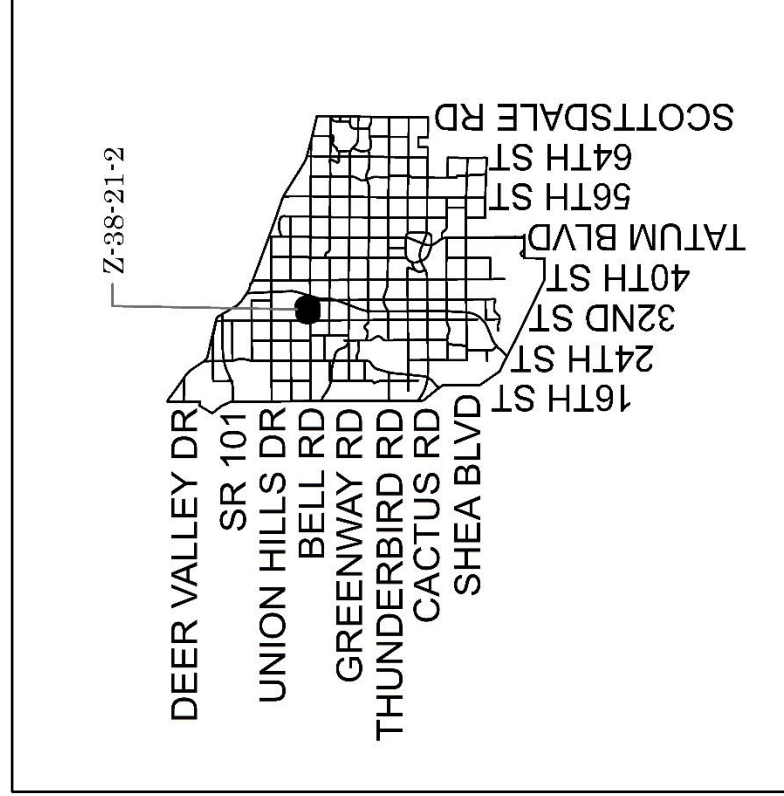 Z-38-21-2
DEER VALLEY DR
SR 101
UNION HILLS DR
BELL RD
GREENWAY RD
THUNDERBIRD RD
CACTUS RD
SHEA BLVD
16TH ST
24TH ST
32ND ST
40TH ST
TATUM BLVD
56TH ST
64TH ST
SCOTTSDALE RD